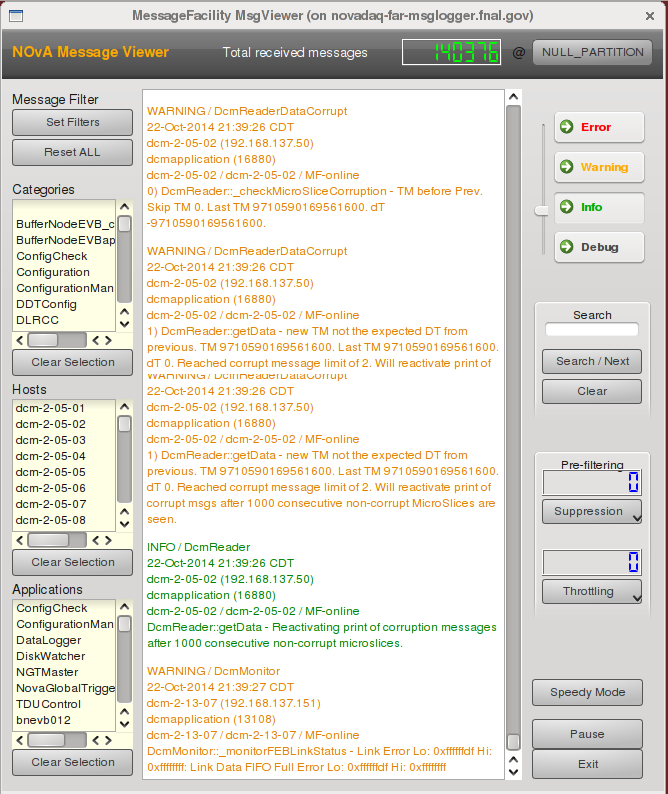 MessageFacility MsgViewer (on novadaq-far-msglogger.fnal.gov)
NOvA Message Viewer
Total received messages
140376
@
NULL_PARTITION
Message Filter
Set Filters
Reset ALL
Categories
BufferNodeEVB_c
BufferNodeEVBap
ConfigCheck
Configuration
ConfigurationMan
DDTConfig
DLRCC
Clear Selection
Hosts
dcm-2-05-01
dcm-2-05-02
dcm-2-05-03
dcm-2-05-04
dcm-2-05-05
dcm-2-05-06
dcm-2-05-07
dcm-2-05-08
Clear Selection
Applications
ConfigCheck
ConfigurationMan
DataLogger
DiskWatcher
NGTMaster
NovaGlobalTrigge
TDUControl
bnevb012
Clear Selection
WARNING / DcmReaderDataCorrupt
22-Oct-2014 21:39:26 CDT
dcm-2-05-02 (192.168.137.50)
dcmapplication (16880)
dcm-2-05-02 / dcm-2-05-02 / MF-online
0) DcmReader::_checkMicroSliceCorruption - TM before Prev.
Skip TM 0. Last TM 9710590169561600. dT
-9710590169561600.
WARNING / DcmReaderDataCorrupt
22-Oct-2014 21:39:26 CDT
dcm-2-05-02 (192.168.137.50)
dcmapplication (16880)
dcm-2-05-02 / dcm-2-05-02 / MF-online
1) DcmReader::getData - new TM not the expected DT from
previous. TM 9710590169561600. Last TM 9710590169561600.
dT 0. Reached corrupt message limit of 2. Will reactivate print of
WARNING / DcmReaderDataCorrupt
22-Oct-2014 21:39:26 CDT
dcm-2-05-02 (192.168.137.50)
dcmapplication (16880)
dcm-2-05-02 / dcm-2-05-02 / MF-online
1) DcmReader::getData - new TM not the expected DT from
previous. TM 9710590169561600. Last TM 9710590169561600.
dT 0. Reached corrupt message limit of 2. Will reactivate print of
corrupt msgs after 1000 consecutive non-corrupt MicroSlices are
seen.
INFO / DcmReader
22-Oct-2014 21:39:26 CDT
dcm-2-05-02 (192.168.137.50)
dcmapplication (16880)
dcm-2-05-02 / dcm-2-05-02 / MF-online
DcmReader::getData - Reactivating print of corruption messages
after 1000 consecutive non-corrupt microslices.
WARNING / DcmMonitor
22-Oct-2014 21:39:27 CDT
dcm-2-13-07 (192.168.137.151)
dcmapplication (13108)
dcm-2-13-07 / dcm-2-13-07 / MF-online
DcmMonitor::_monitorFEBLinkStatus - Link Error Lo: 0xffffffdf Hi:
0xffffffff: Link Data FIFO Full Error Lo: 0xffffffdf Hi: 0xffffffff
Error
Warning
Info
Debug
Search
Search / Next
Clear
Pre-filtering
0
Suppression
0
Throttling
Speedy Mode
Pause
Exit